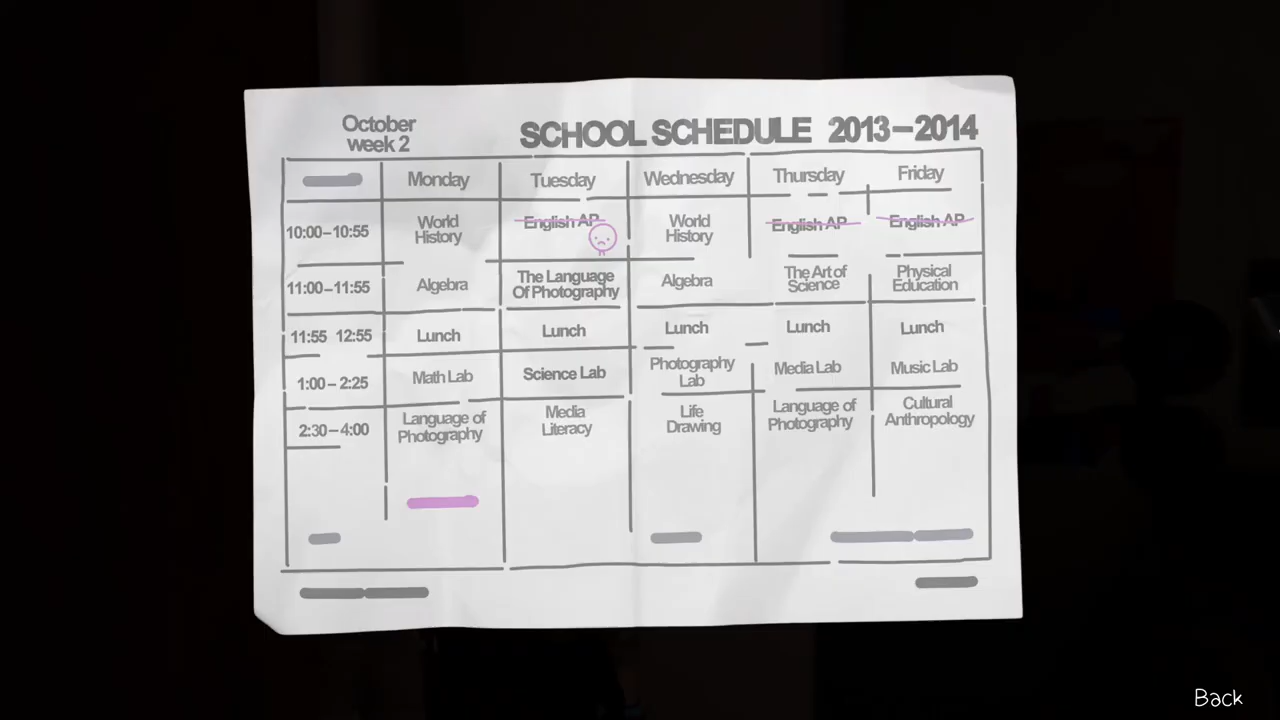 October
week 2
SCHOOL SCHEDULE 2013-2014
Monday Tuesday Wednesday Thursday Friday
10:00-10:55 World
History English AP World
History English AP English AP
11:00-11:55 Algebra The Language
Of Photography Algebra The Art of
Science Physical
Education
11:55 12:55 Lunch Lunch Lunch Lunch Lunch
1:00-2:25 Math Lab Science Lab Photography
Lab Media Lab Music Lab
2:30-4:00 Language of
Photography Media
Literacy Life
Drawing Language of
Photography Cultural
Anthropology
Back